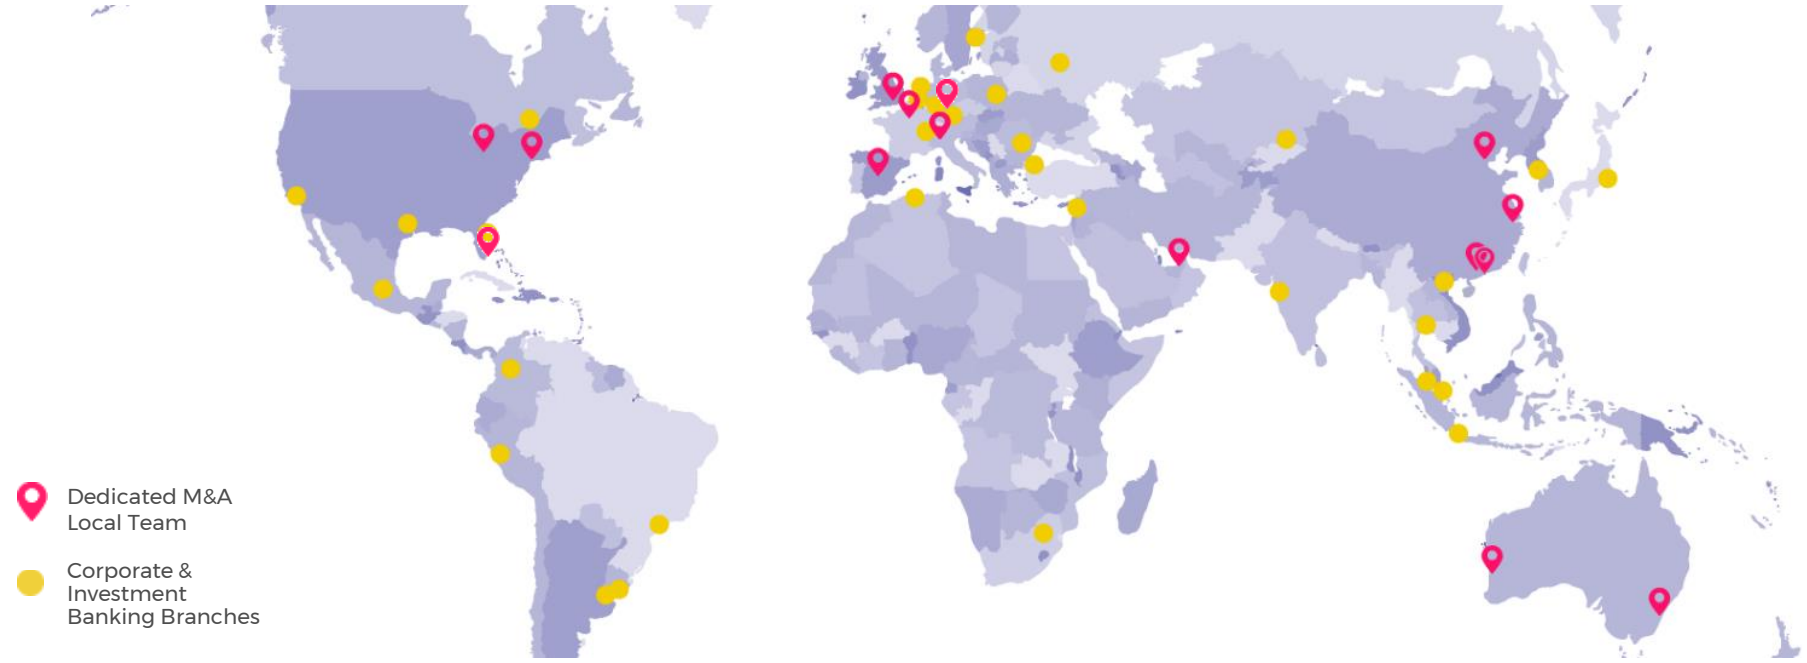 Dedicated M&A
Local Team
Corporate &
Investment
Banking Branches